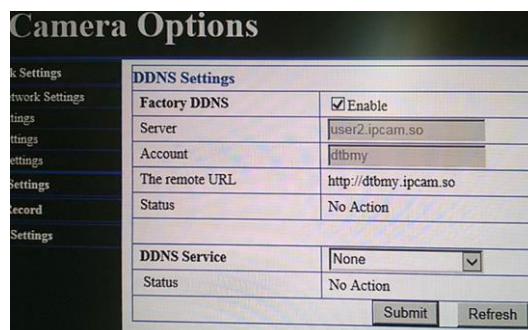 Camera Options
k Settings
twork Settings
tings
ttings
ettings
Settings
Record
Settings
DDNS Settings
Factory DDNS Enable
Server user2.ipcam.so
Account dtbmy
The remote URL http://dtbmy.ipcam.so
Status No Action
DDNS Service None
Status No Action
Submit Refresh